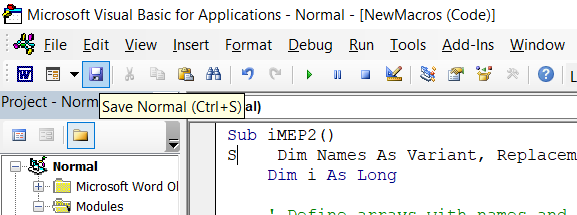 Microsoft Visual Basic for Applications - Normal - [NewMacros (Code)]
File Edit View Insert Format Debug Run Tools Add-Ins Window
Save Normal (Ctrl+S)
Project - Norm
al)
Sub iMEP2()
S Dim Names As Variant, Replacem
Dim i As Long
Normal
Microsoft Word Ob
Modules
' Define arrays with names and